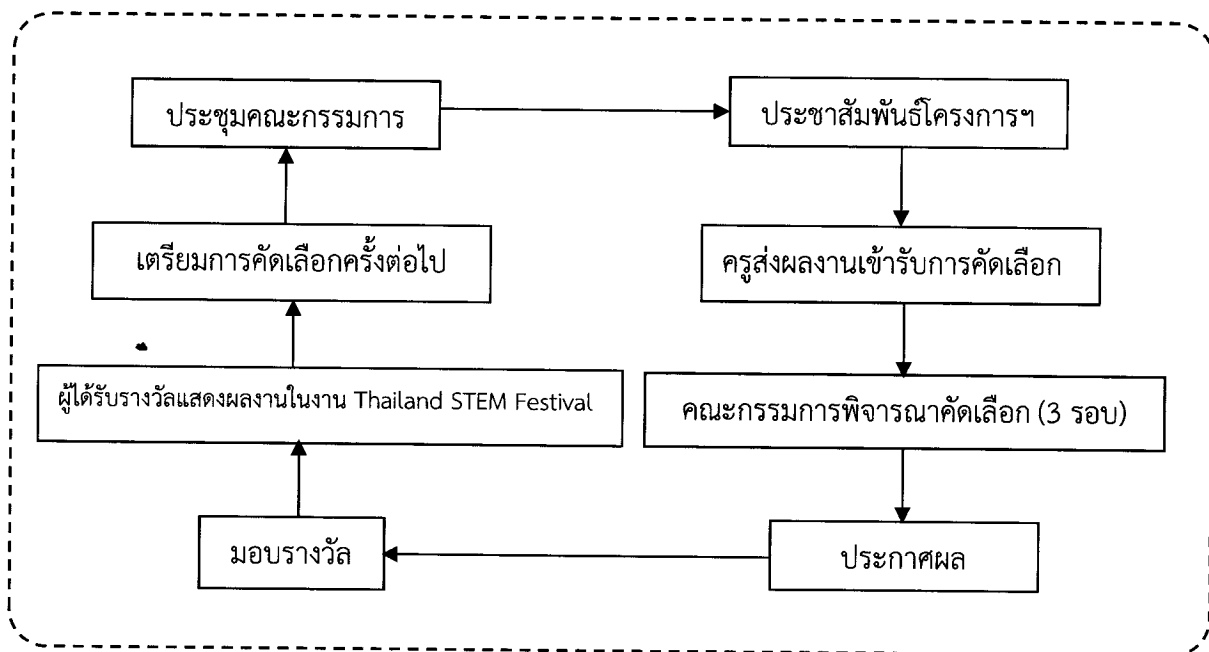 ประชุมคณะกรรมการ
ประชาสัมพันธ์โครงการฯ
เตรียมการคัดเลือกครั้งต่อไป
ครูส่งผลงานเข้ารับการคัดเลือก
ผู้ได้รับรางวัลแสดงผลงานในงาน Thailand STEM Festival
คณะกรรมการพิจารณาคัดเลือก (3 รอบ)
มอบรางวัล
ประกาศผล